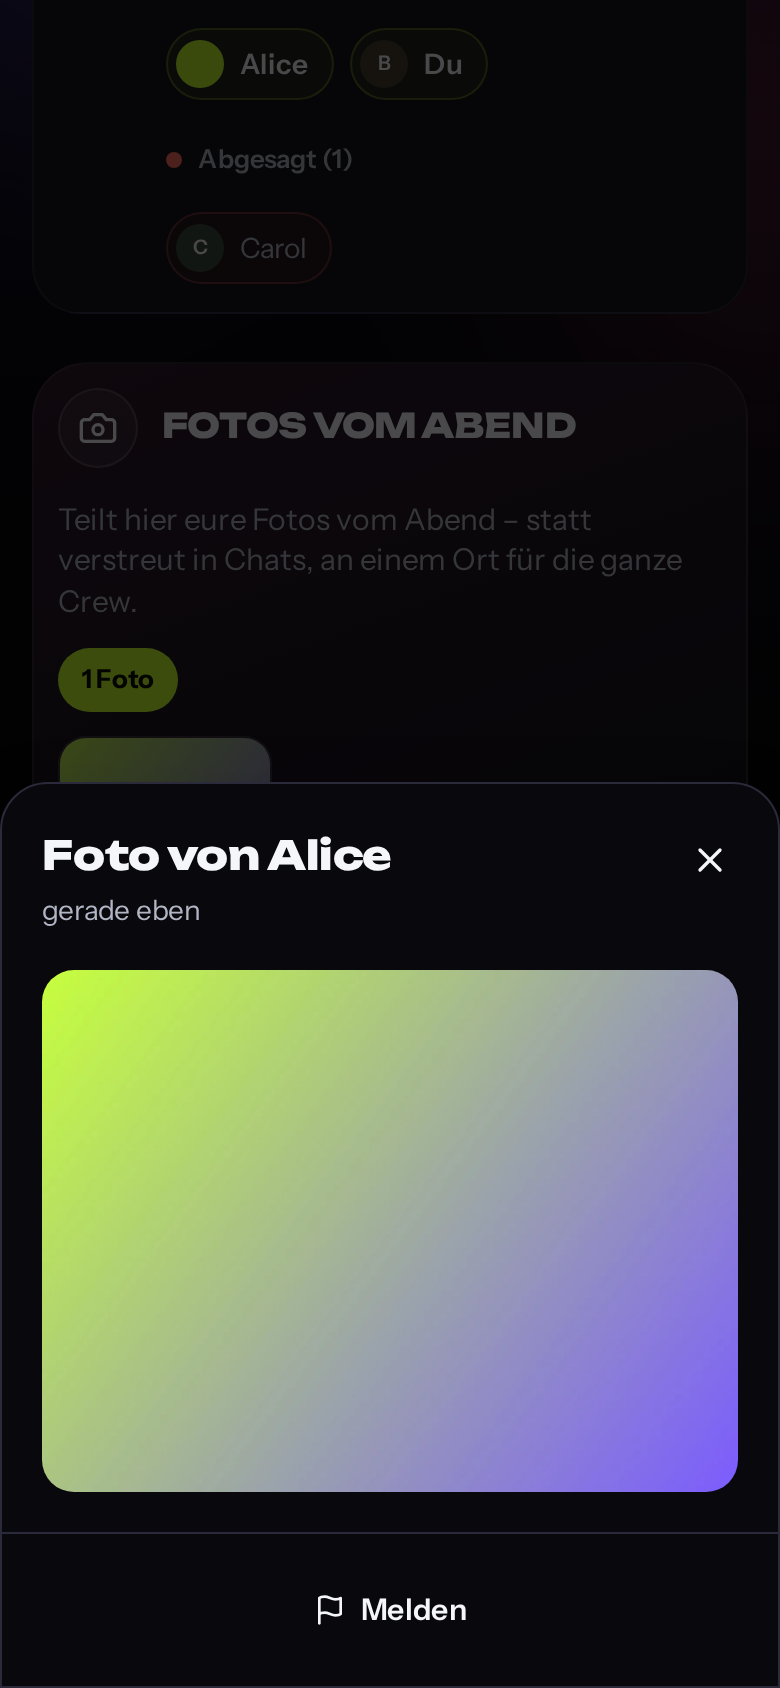 Alice
B
Du
Abgesagt (1)
C
Carol
FOTOS VOM ABEND
Teilt hier eure Fotos vom Abend – statt
verstreut in Chats, an einem Ort für die ganze
Crew.
1 Foto
Foto von Alice
gerade eben
Melden